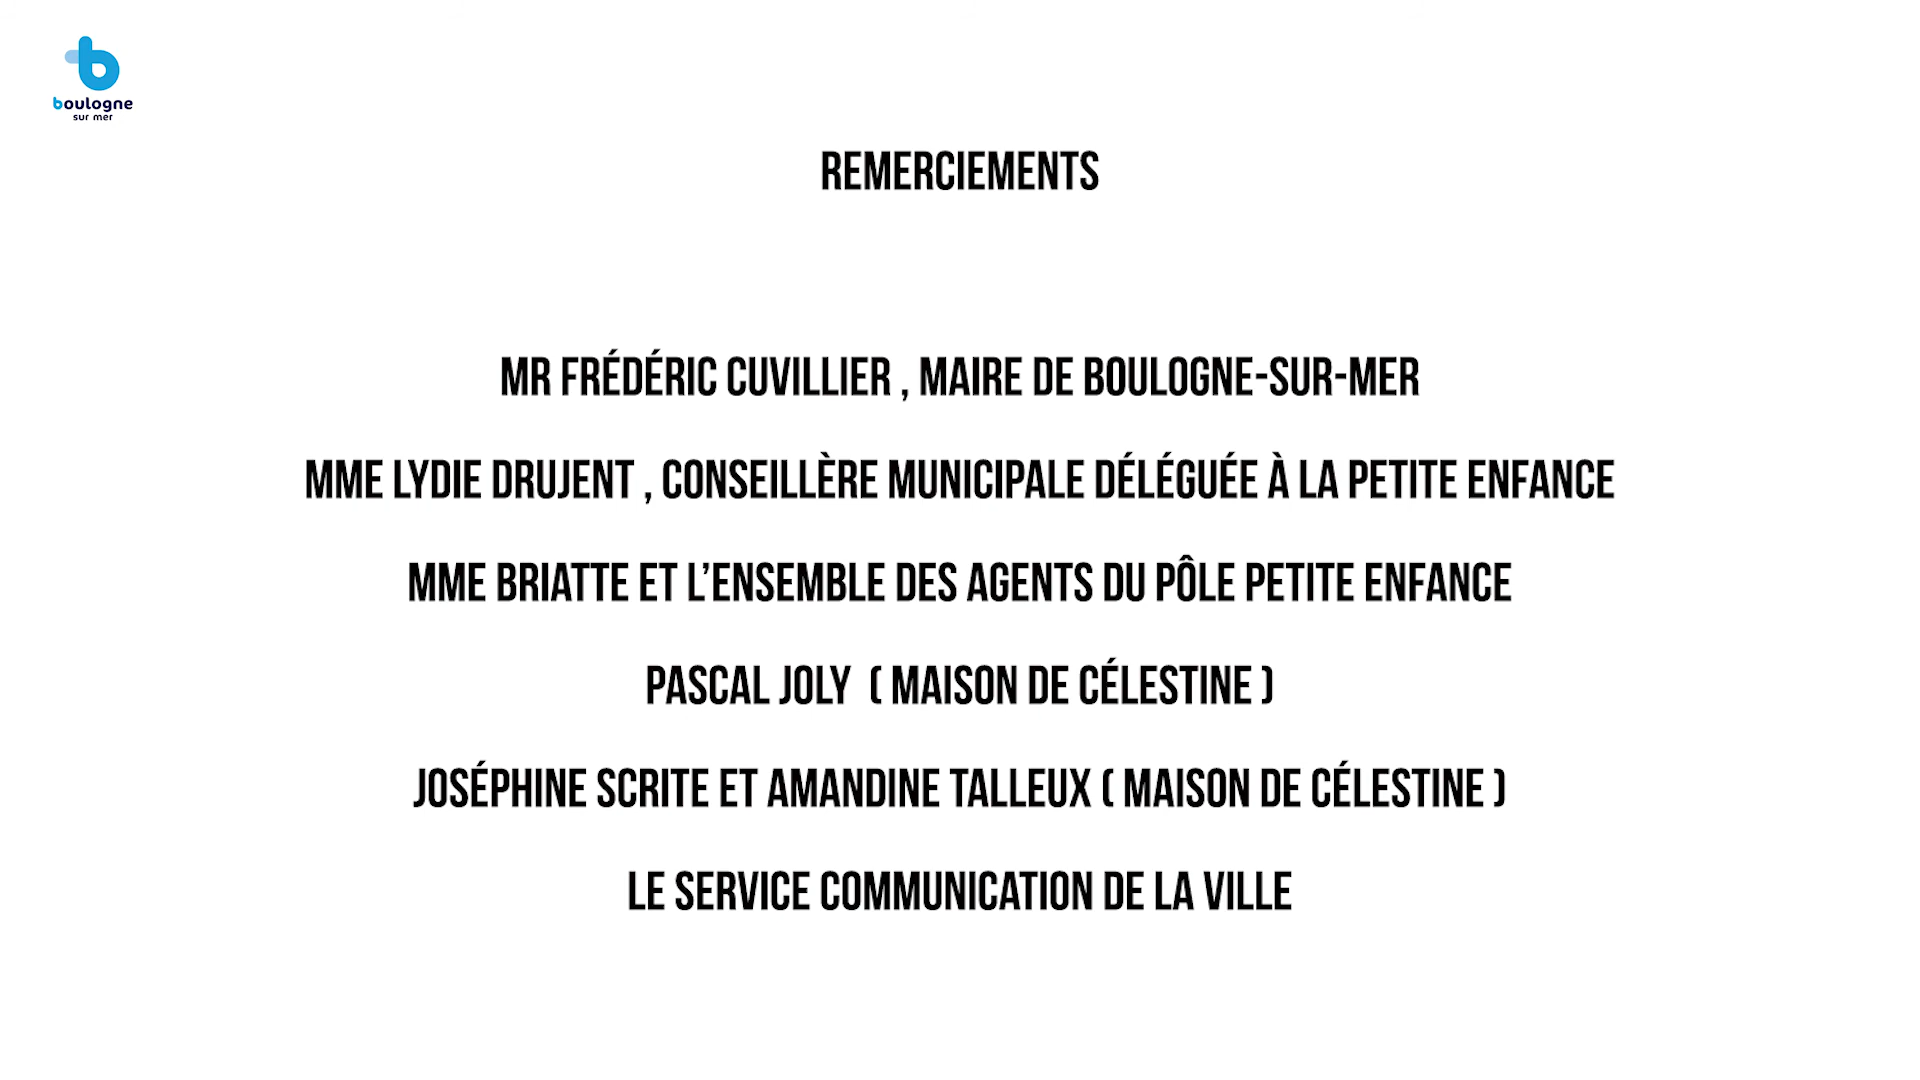 boulogne
sur mer
REMERCIEMENTS
MR FRÉDÉRIC CUVILLIER , MAIRE DE BOULOGNE-SUR-MER
MME LYDIE DRUJENT , CONSEILLÈRE MUNICIPALE DÉLÉGUÉE À LA PETITE ENFANCE
MME BRIATTE ET L’ENSEMBLE DES AGENTS DU PÔLE PETITE ENFANCE
PASCAL JOLY ( MAISON DE CÉLESTINE )
JOSÉPHINE SCRITE ET AMANDINE TALLEUX ( MAISON DE CÉLESTINE )
LE SERVICE COMMUNICATION DE LA VILLE